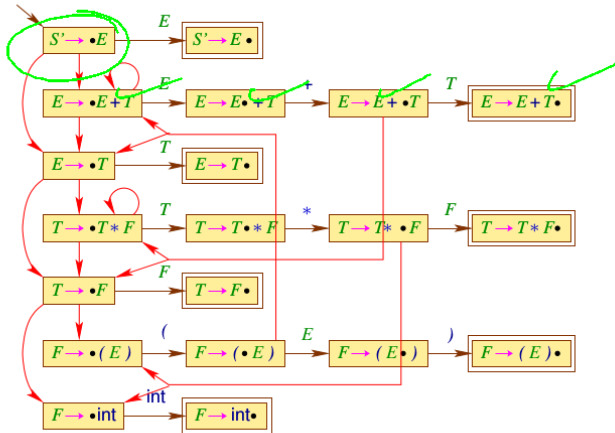 E
S'→•E S'→E•
E + T
E→•E+T E→E•+T E→E+•T E→E+T•
T
E→•T E→T•
T * F
T→•T*F T→T•*F T→T*•F T→T*F•
F
T→•F T→F•
( E )
F→•(E) F→(•E) F→(E•) F→(E)•
int
F→•int F→int•